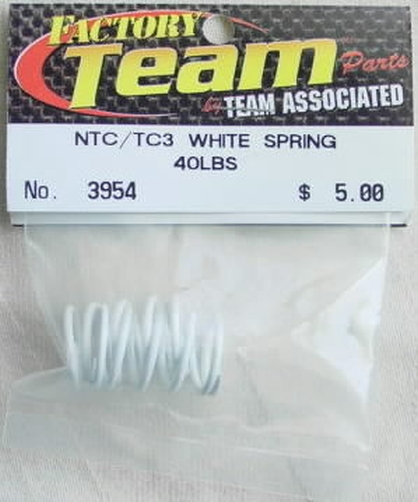 FACTORY
Team
Parts
by TEAM ASSOCIATED
NTC/TC3 WHITE SPRING
40LBS
No. 3954 $ 5.00